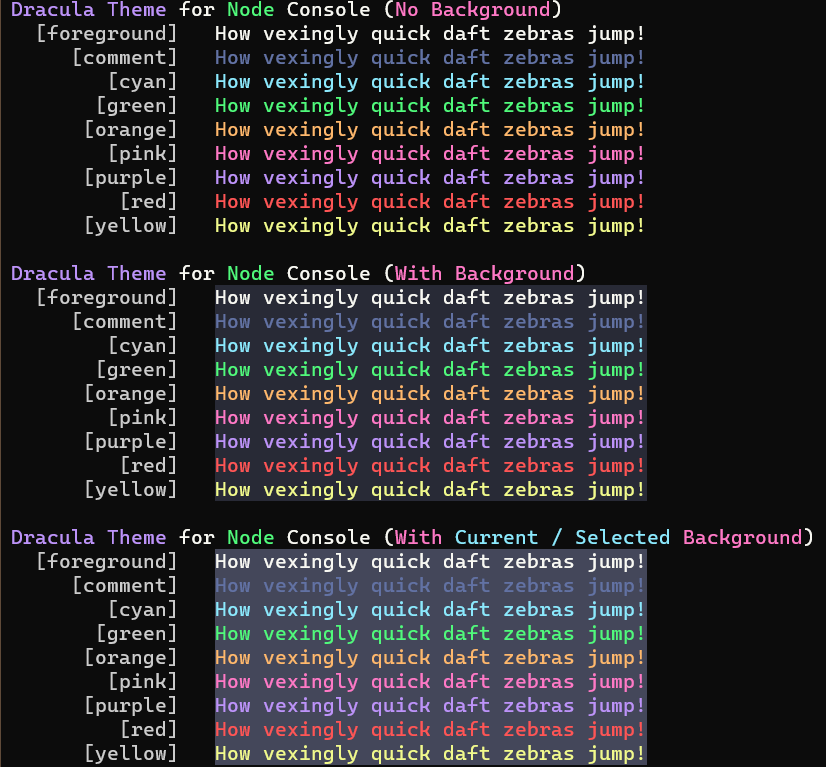 Dracula Theme for Node Console (No Background)
[foreground] How vexingly quick daft zebras jump!
[comment] How vexingly quick daft zebras jump!
[cyan] How vexingly quick daft zebras jump!
[green] How vexingly quick daft zebras jump!
[orange] How vexingly quick daft zebras jump!
[pink] How vexingly quick daft zebras jump!
[purple] How vexingly quick daft zebras jump!
[red] How vexingly quick daft zebras jump!
[yellow] How vexingly quick daft zebras jump!
Dracula Theme for Node Console (With Background)
[foreground] How vexingly quick daft zebras jump!
[comment] How vexingly quick daft zebras jump!
[cyan] How vexingly quick daft zebras jump!
[green] How vexingly quick daft zebras jump!
[orange] How vexingly quick daft zebras jump!
[pink] How vexingly quick daft zebras jump!
[purple] How vexingly quick daft zebras jump!
[red] How vexingly quick daft zebras jump!
[yellow] How vexingly quick daft zebras jump!
Dracula Theme for Node Console (With Current / Selected Background)
[foreground] How vexingly quick daft zebras jump!
[comment] How vexingly quick daft zebras jump!
[cyan] How vexingly quick daft zebras jump!
[green] How vexingly quick daft zebras jump!
[orange] How vexingly quick daft zebras jump!
[pink] How vexingly quick daft zebras jump!
[purple] How vexingly quick daft zebras jump!
[red] How vexingly quick daft zebras jump!
[yellow] How vexingly quick daft zebras jump!